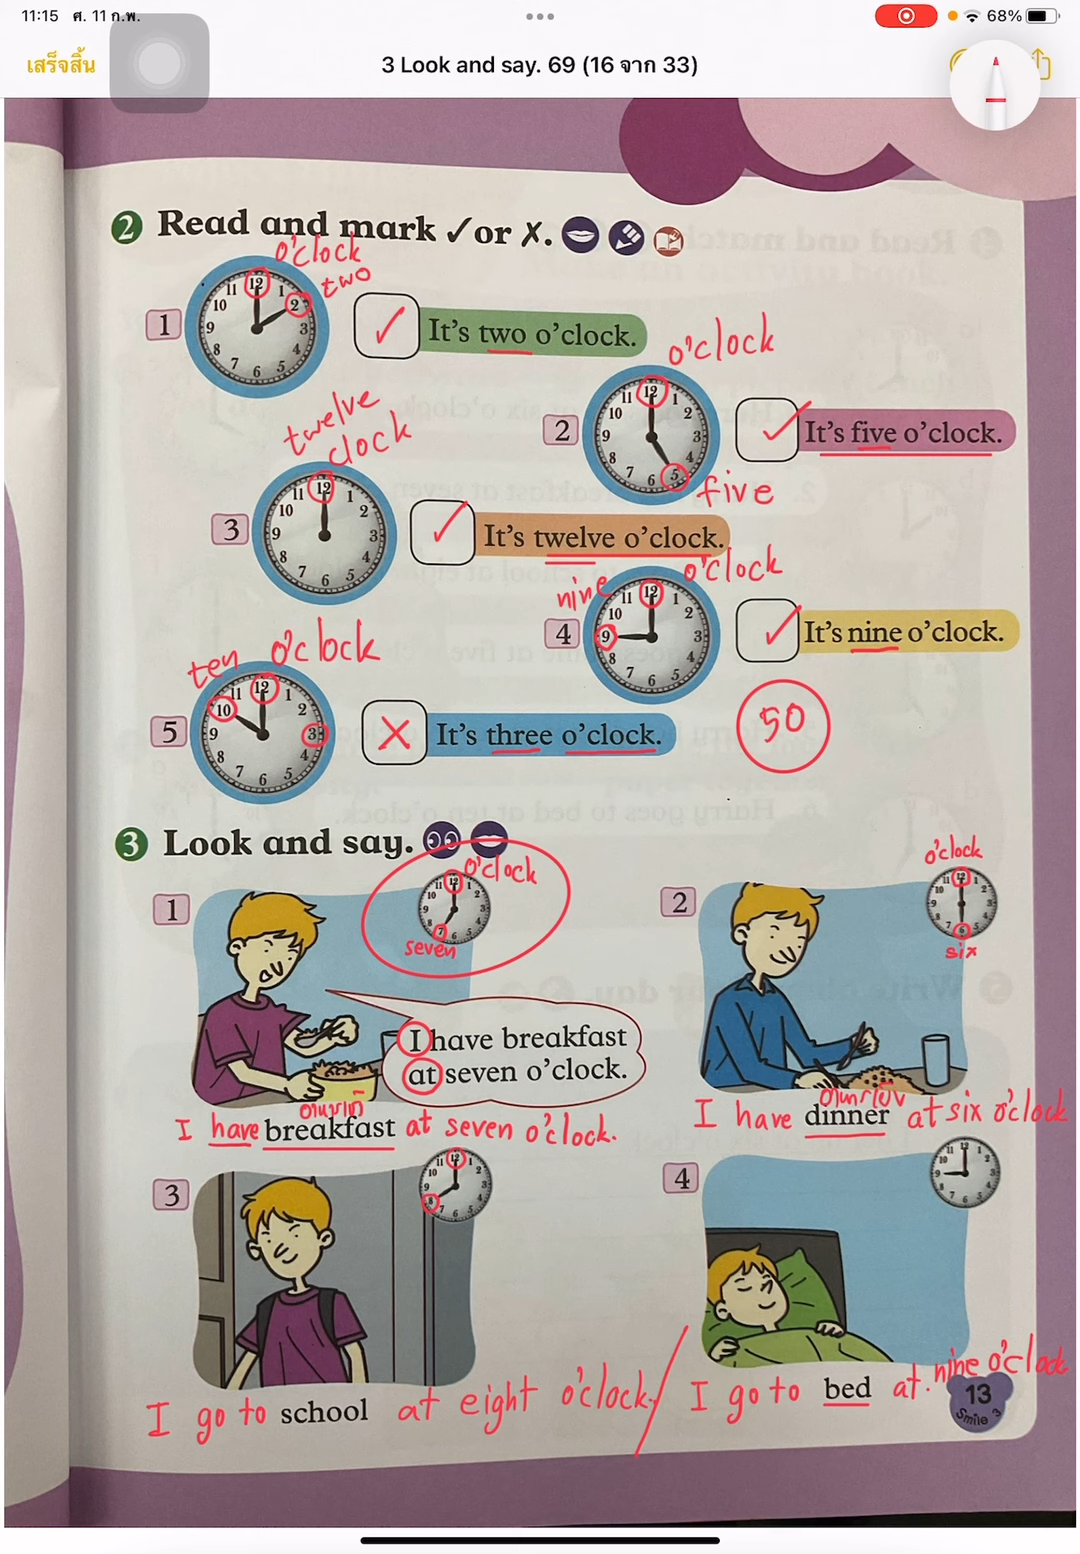 11:15 ศ. 11 ก.พ.
68%
เสร็จสิ้น
3 Look and say. 69 (16 จาก 33)
2 Read and mark ✓ or ✗.
o'clock
two
1
✓ It's two o'clock.
o'clock
2
✓ It's five o'clock.
five
twelve
clock
3
✓ It's twelve o'clock.
nine
o'clock
4
✓ It's nine o'clock.
ten o'clock
5
✗ It's three o'clock.
50
3 Look and say.
1
o'clock
seven
I have breakfast
at seven o'clock.
I have breakfast at seven o'clock.
2
o'clock
six
I have dinner at six o'clock
3
I go to school at eight o'clock.
4
I go to bed at. nine o'clock
13
Smile 3